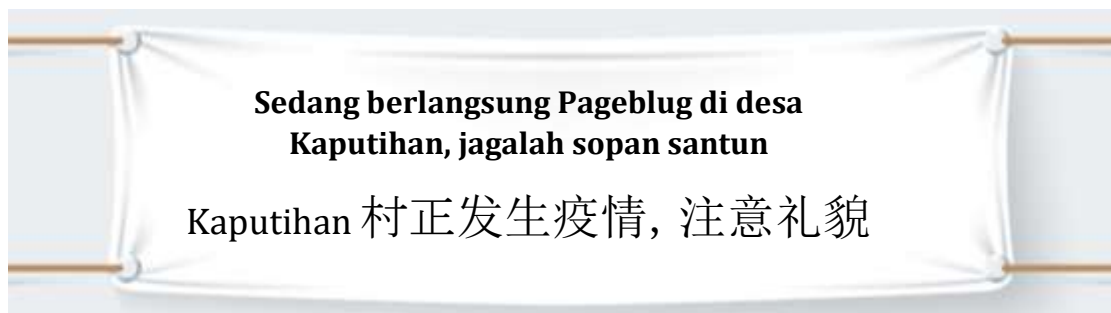 Sedang berlangsung Pageblug di desa
Kaputihan, jagalah sopan santun
Kaputihan 村正发生疫情, 注意礼貌